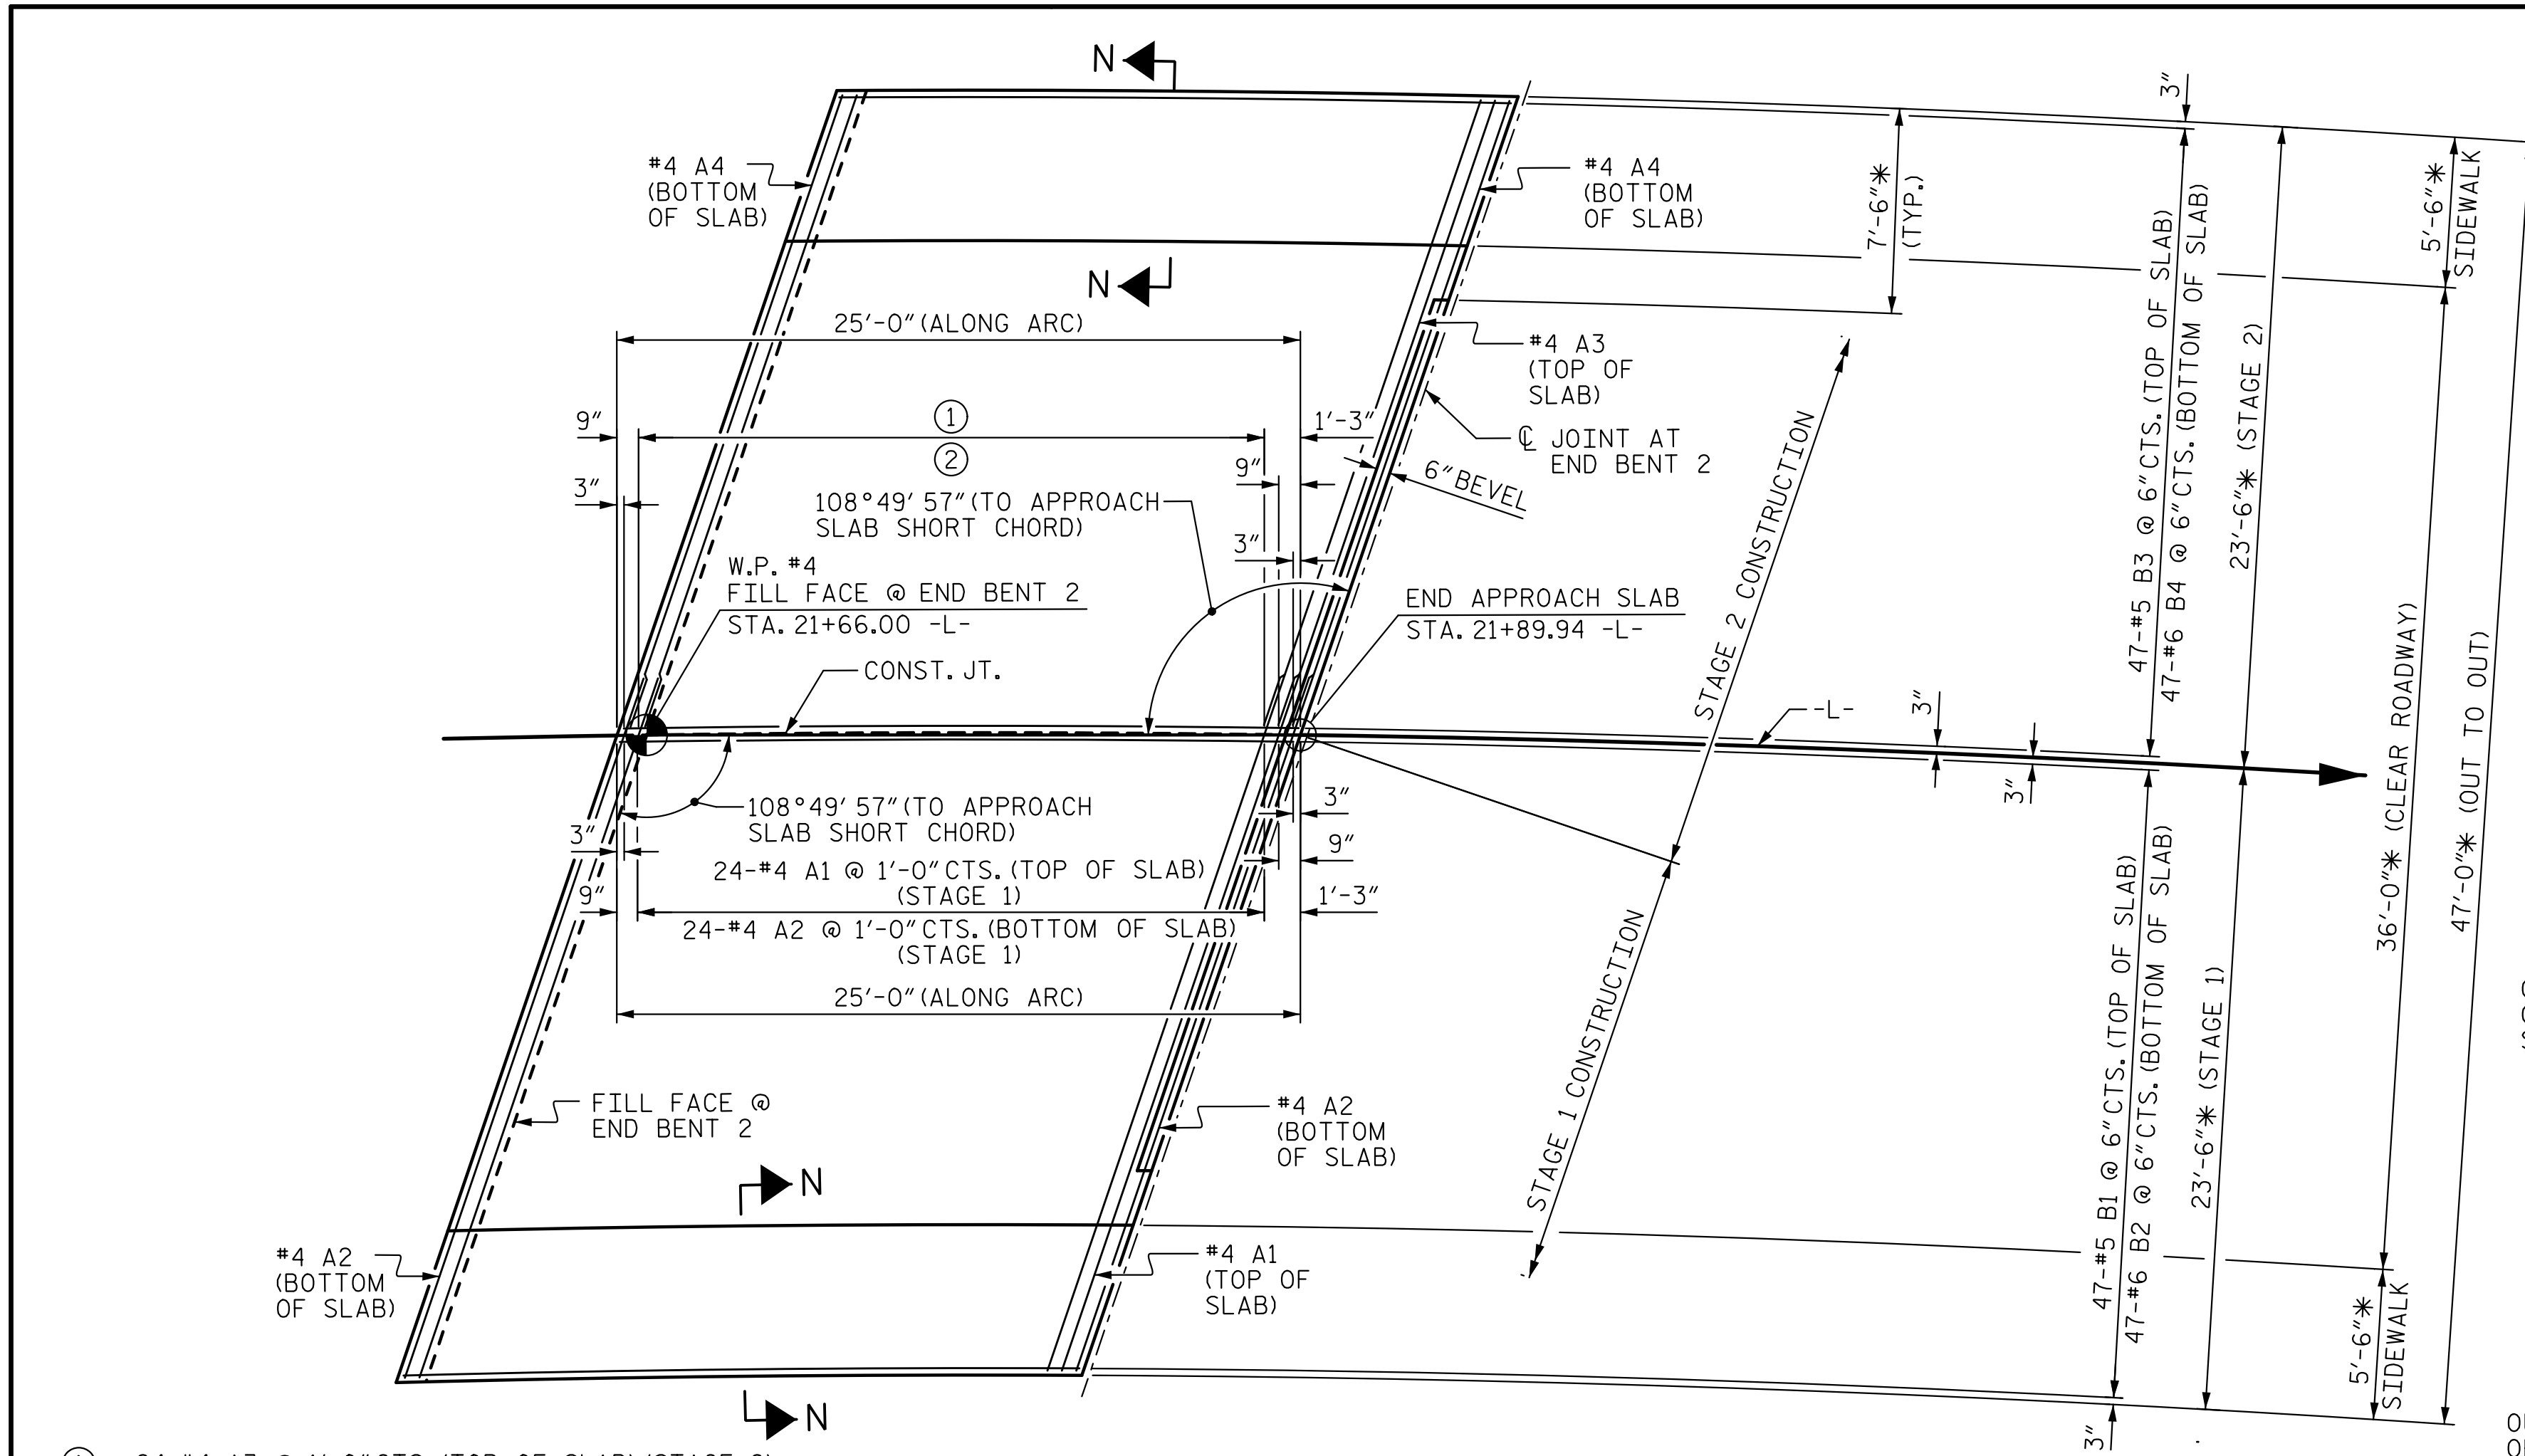 N
3"
#4 A4
(BOTTOM
OF SLAB)
#4 A4
(BOTTOM
OF SLAB)
7'-6"*
(TYP.)
5'-6"*
SIDEWALK
N
25'-0"(ALONG ARC)
#4 A3
(TOP OF
SLAB)
47-#5 B3 @ 6"CTS.(TOP OF SLAB)
47-#6 B4 @ 6"CTS.(BOTTOM OF SLAB)
23'-6"* (STAGE 2)
9"
1
1'-3"
2
℄ JOINT AT
END BENT 2
3"
9"
6"BEVEL
108°49'57"(TO APPROACH
SLAB SHORT CHORD)
STAGE 2 CONSTRUCTION
3"
W.P. #4
FILL FACE @ END BENT 2
STA. 21+66.00 -L-
END APPROACH SLAB
STA. 21+89.94 -L-
CONST. JT.
-L-
3"
3"
36'-0"* (CLEAR ROADWAY)
47'-0"* (OUT TO OUT)
108°49'57"(TO APPROACH
SLAB SHORT CHORD)
3"
3"
9"
24-#4 A1 @ 1'-0"CTS.(TOP OF SLAB)
(STAGE 1)
9"
1'-3"
24-#4 A2 @ 1'-0"CTS.(BOTTOM OF SLAB)
(STAGE 1)
25'-0"(ALONG ARC)
STAGE 1 CONSTRUCTION
47-#5 B1 @ 6"CTS.(TOP OF SLAB)
47-#6 B2 @ 6"CTS.(BOTTOM OF SLAB)
23'-6"* (STAGE 1)
FILL FACE @
END BENT 2
#4 A2
(BOTTOM
OF SLAB)
N
#4 A2
(BOTTOM
OF SLAB)
#4 A1
(TOP OF
SLAB)
5'-6"*
SIDEWALK
N
3"